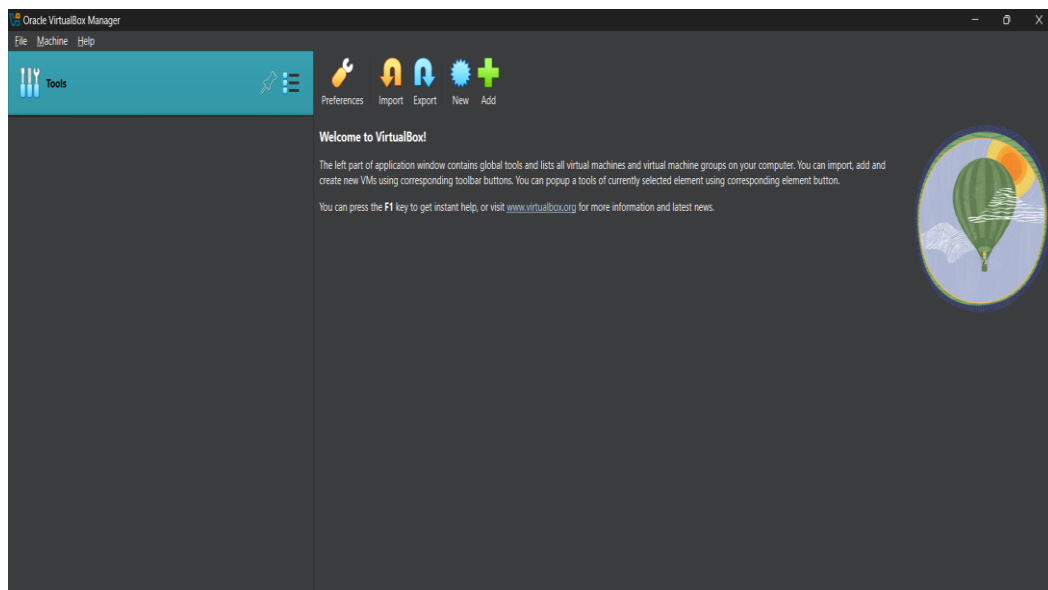 Oracle VirtualBox Manager
File Machine Help
Tools
Preferences Import Export New Add
Welcome to VirtualBox!
The left part of application window contains global tools and lists all virtual machines and virtual machine groups on your computer. You can import, add and
create new VMs using corresponding toolbar buttons. You can popup a tools of currently selected element using corresponding element button.
You can press the F1 key to get instant help, or visit www.virtualbox.org for more information and latest news.